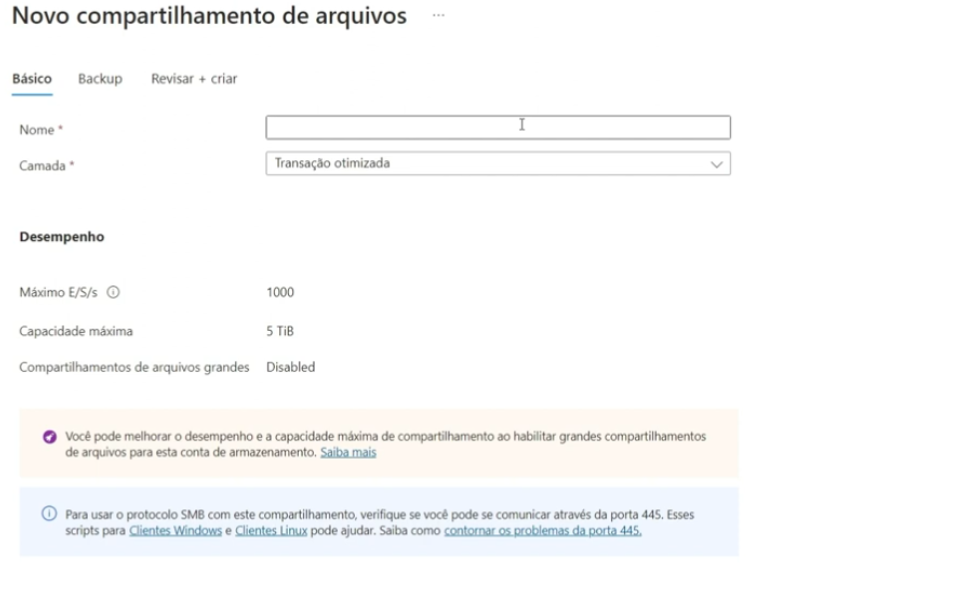 Novo compartilhamento de arquivos ...
Básico Backup Revisar + criar
Nome *
Camada * Transação otimizada
Desempenho
Máximo E/S/s 1000
Capacidade máxima 5 TiB
Compartilhamentos de arquivos grandes Disabled
Você pode melhorar o desempenho e a capacidade máxima de compartilhamento ao habilitar grandes compartilhamentos
de arquivos para esta conta de armazenamento. Saiba mais
Para usar o protocolo SMB com este compartilhamento, verifique se você pode se comunicar através da porta 445. Esses
scripts para Clientes Windows e Clientes Linux pode ajudar. Saiba como contornar os problemas da porta 445.